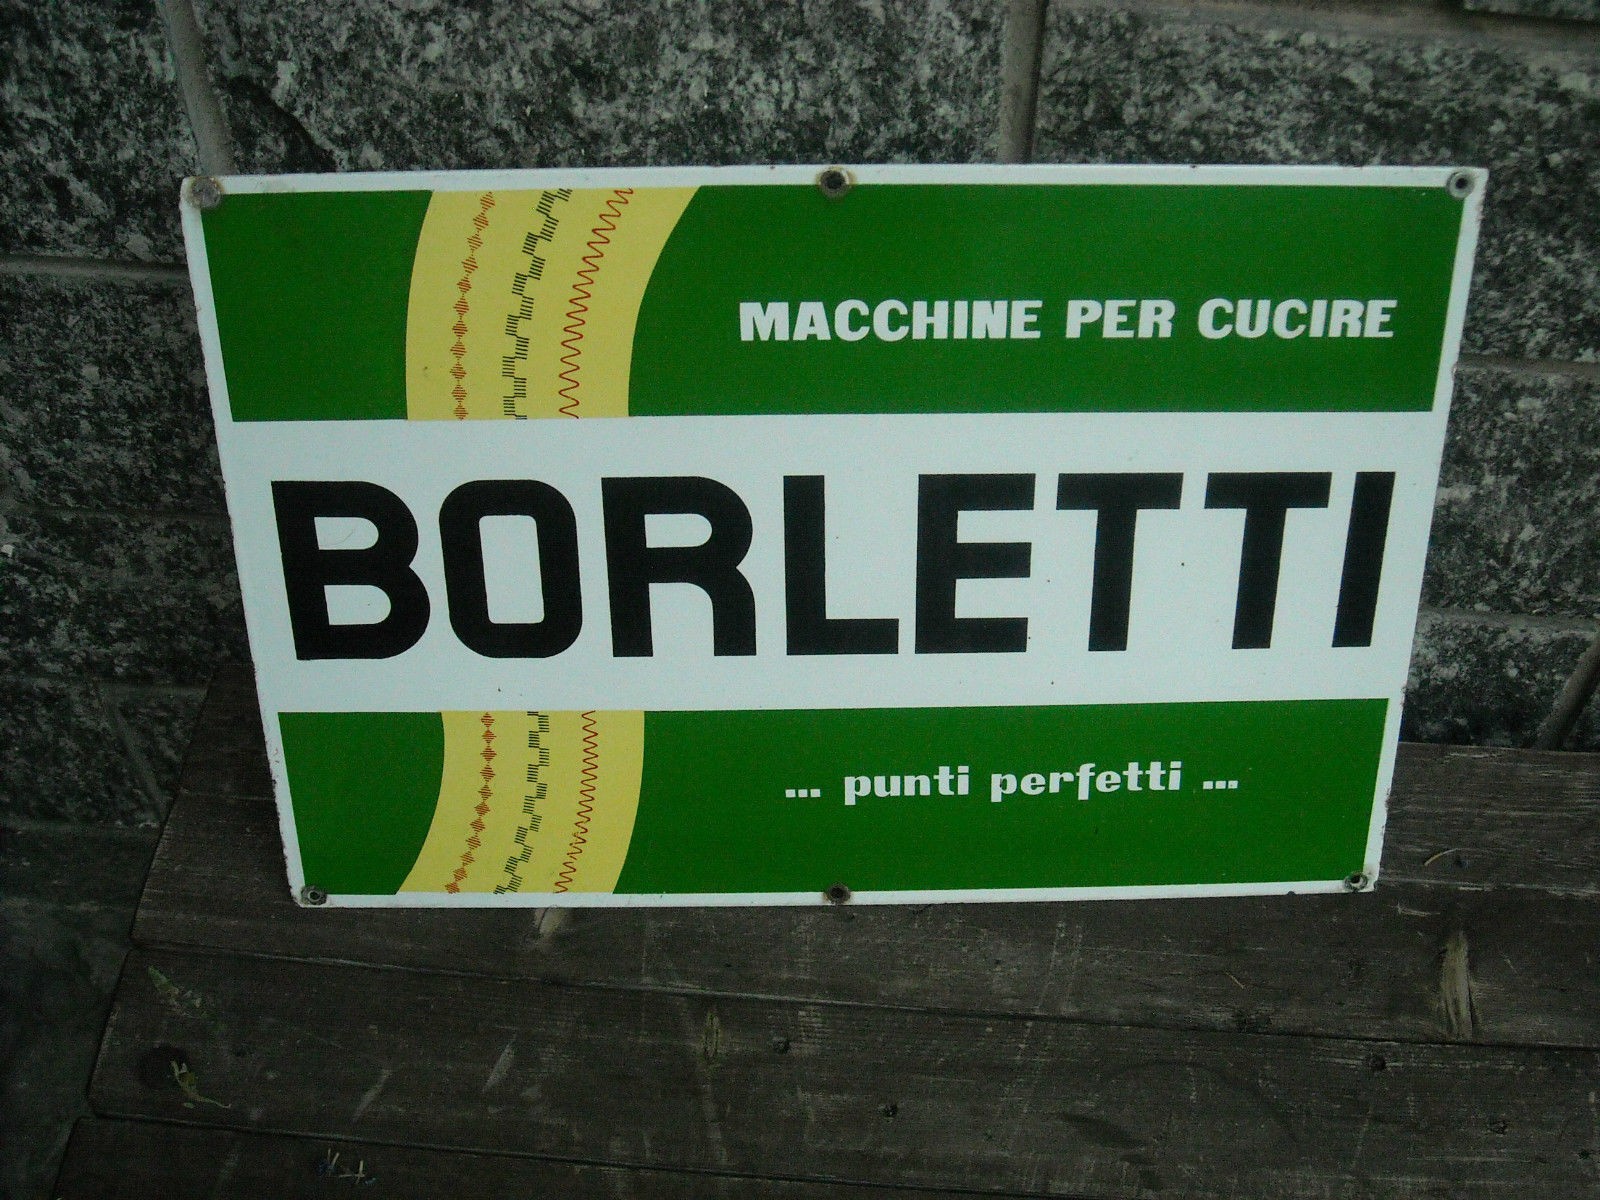 MACCHINE PER CUCIRE
BORLETTI
... punti perfetti ...